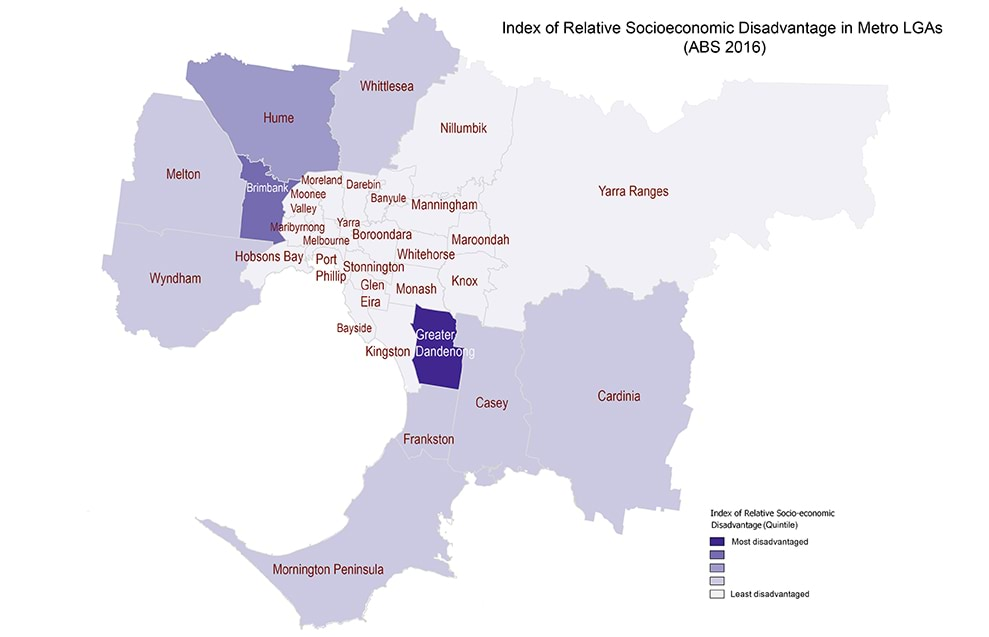 Index of Relative Socioeconomic Disadvantage in Metro LGAs
(ABS 2016)
Whittlesea
Hume
Nillumbik
Melton
Brimbank
Moreland
Darebin
Yarra Ranges
Moonee
Valley
Banyule
Manningham
Maribyrnong
Yarra
Melbourne
Boroondara
Maroondah
Hobsons Bay
Port
Phillip
Stonnington
Whitehorse
Wyndham
Glen
Eira
Monash
Knox
Bayside
Greater
Dandenong
Kingston
Casey
Cardinia
Frankston
Mornington Peninsula
Index of Relative Socio-economic
Disadvantage (Quintile)
Most disadvantaged
Least disadvantaged